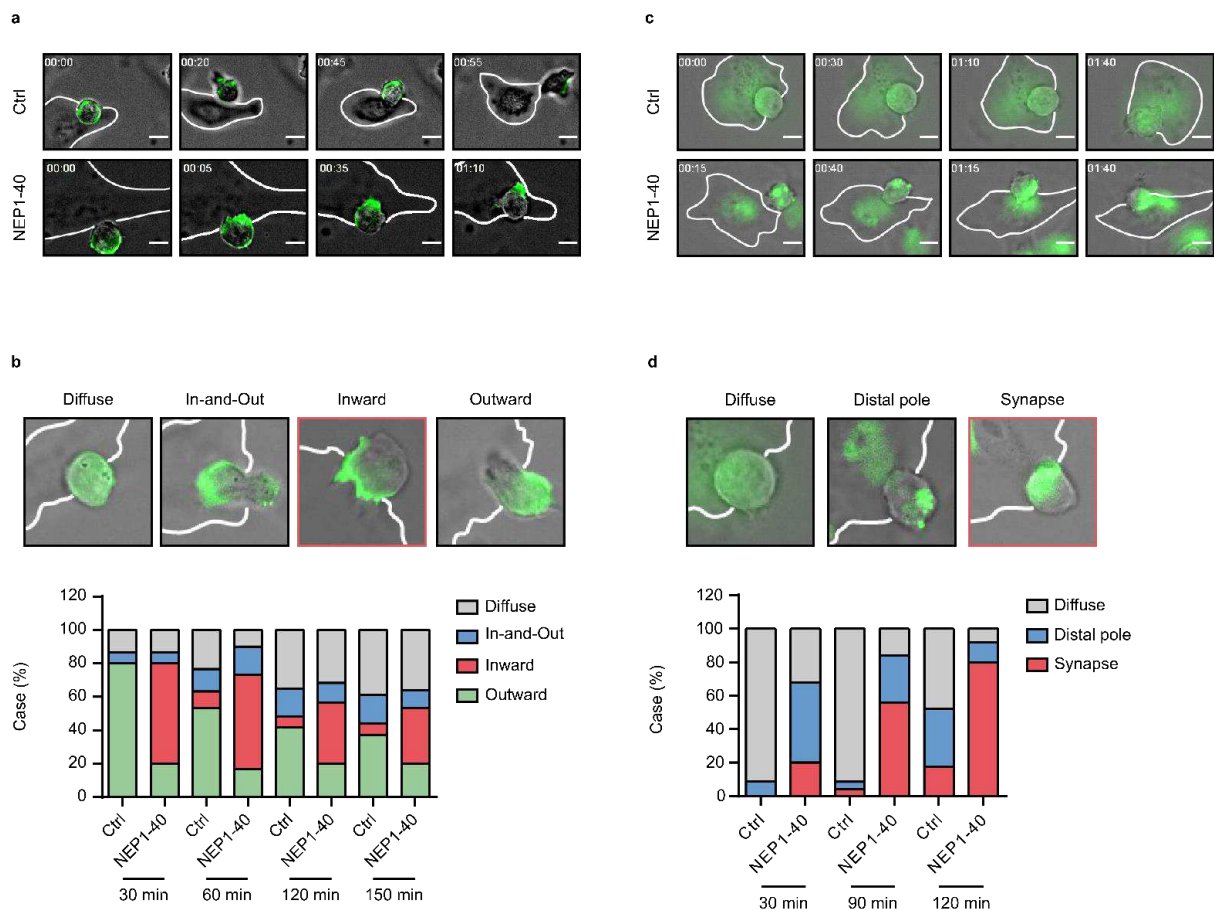 a
Ctrl
00:00
00:20
00:45
00:55
NEP1-40
00:00
00:05
00:35
01:10
c
Ctrl
00:00
00:30
01:10
01:40
NEP1-40
00:15
00:40
01:15
01:40
b
Diffuse
In-and-Out
Inward
Outward
Case (%)
120
100
80
60
40
20
0
Diffuse
In-and-Out
Inward
Outward
Ctrl
NEP1-40
Ctrl
NEP1-40
Ctrl
NEP1-40
Ctrl
NEP1-40
30 min
60 min
120 min
150 min
d
Diffuse
Distal pole
Synapse
Case (%)
120
100
80
60
40
20
0
Diffuse
Distal pole
Synapse
Ctrl
NEP1-40
Ctrl
NEP1-40
Ctrl
NEP1-40
30 min
90 min
120 min